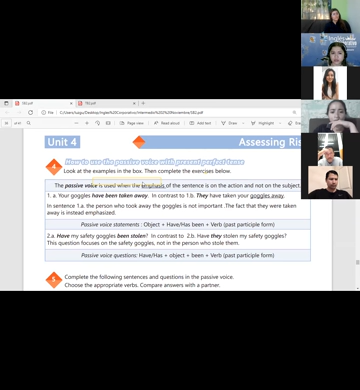 Page view
Read aloud
Add text
Draw
Highlight
Unit 4
Assessing Ris
4.
How to use the passive voice with present perfect tense
Look at the examples in the box. Then complete the exercises below.
The passive voice is used when the emphasis of the sentence is on the action and not on the subject.
1. a. Your goggles have been taken away. In contrast to 1.b. They have taken your goggles away.
In sentence 1.a. the person who took away the goggles is not important .The fact that they were taken
away is instead emphasized.
Passive voice statements : Object + Have/Has been + Verb (past participle form)
2.a. Have my safety goggles been stolen? In contrast to 2.b. Have they stolen my safety goggles?
This question focuses on the safety goggles, not in the person who stole them.
Passive voice questions: Have/Has + object + been + Verb (past participle form)
Complete the following sentences and questions in the passive voice.
Choose the appropriate verbs. Compare answers with a partner.